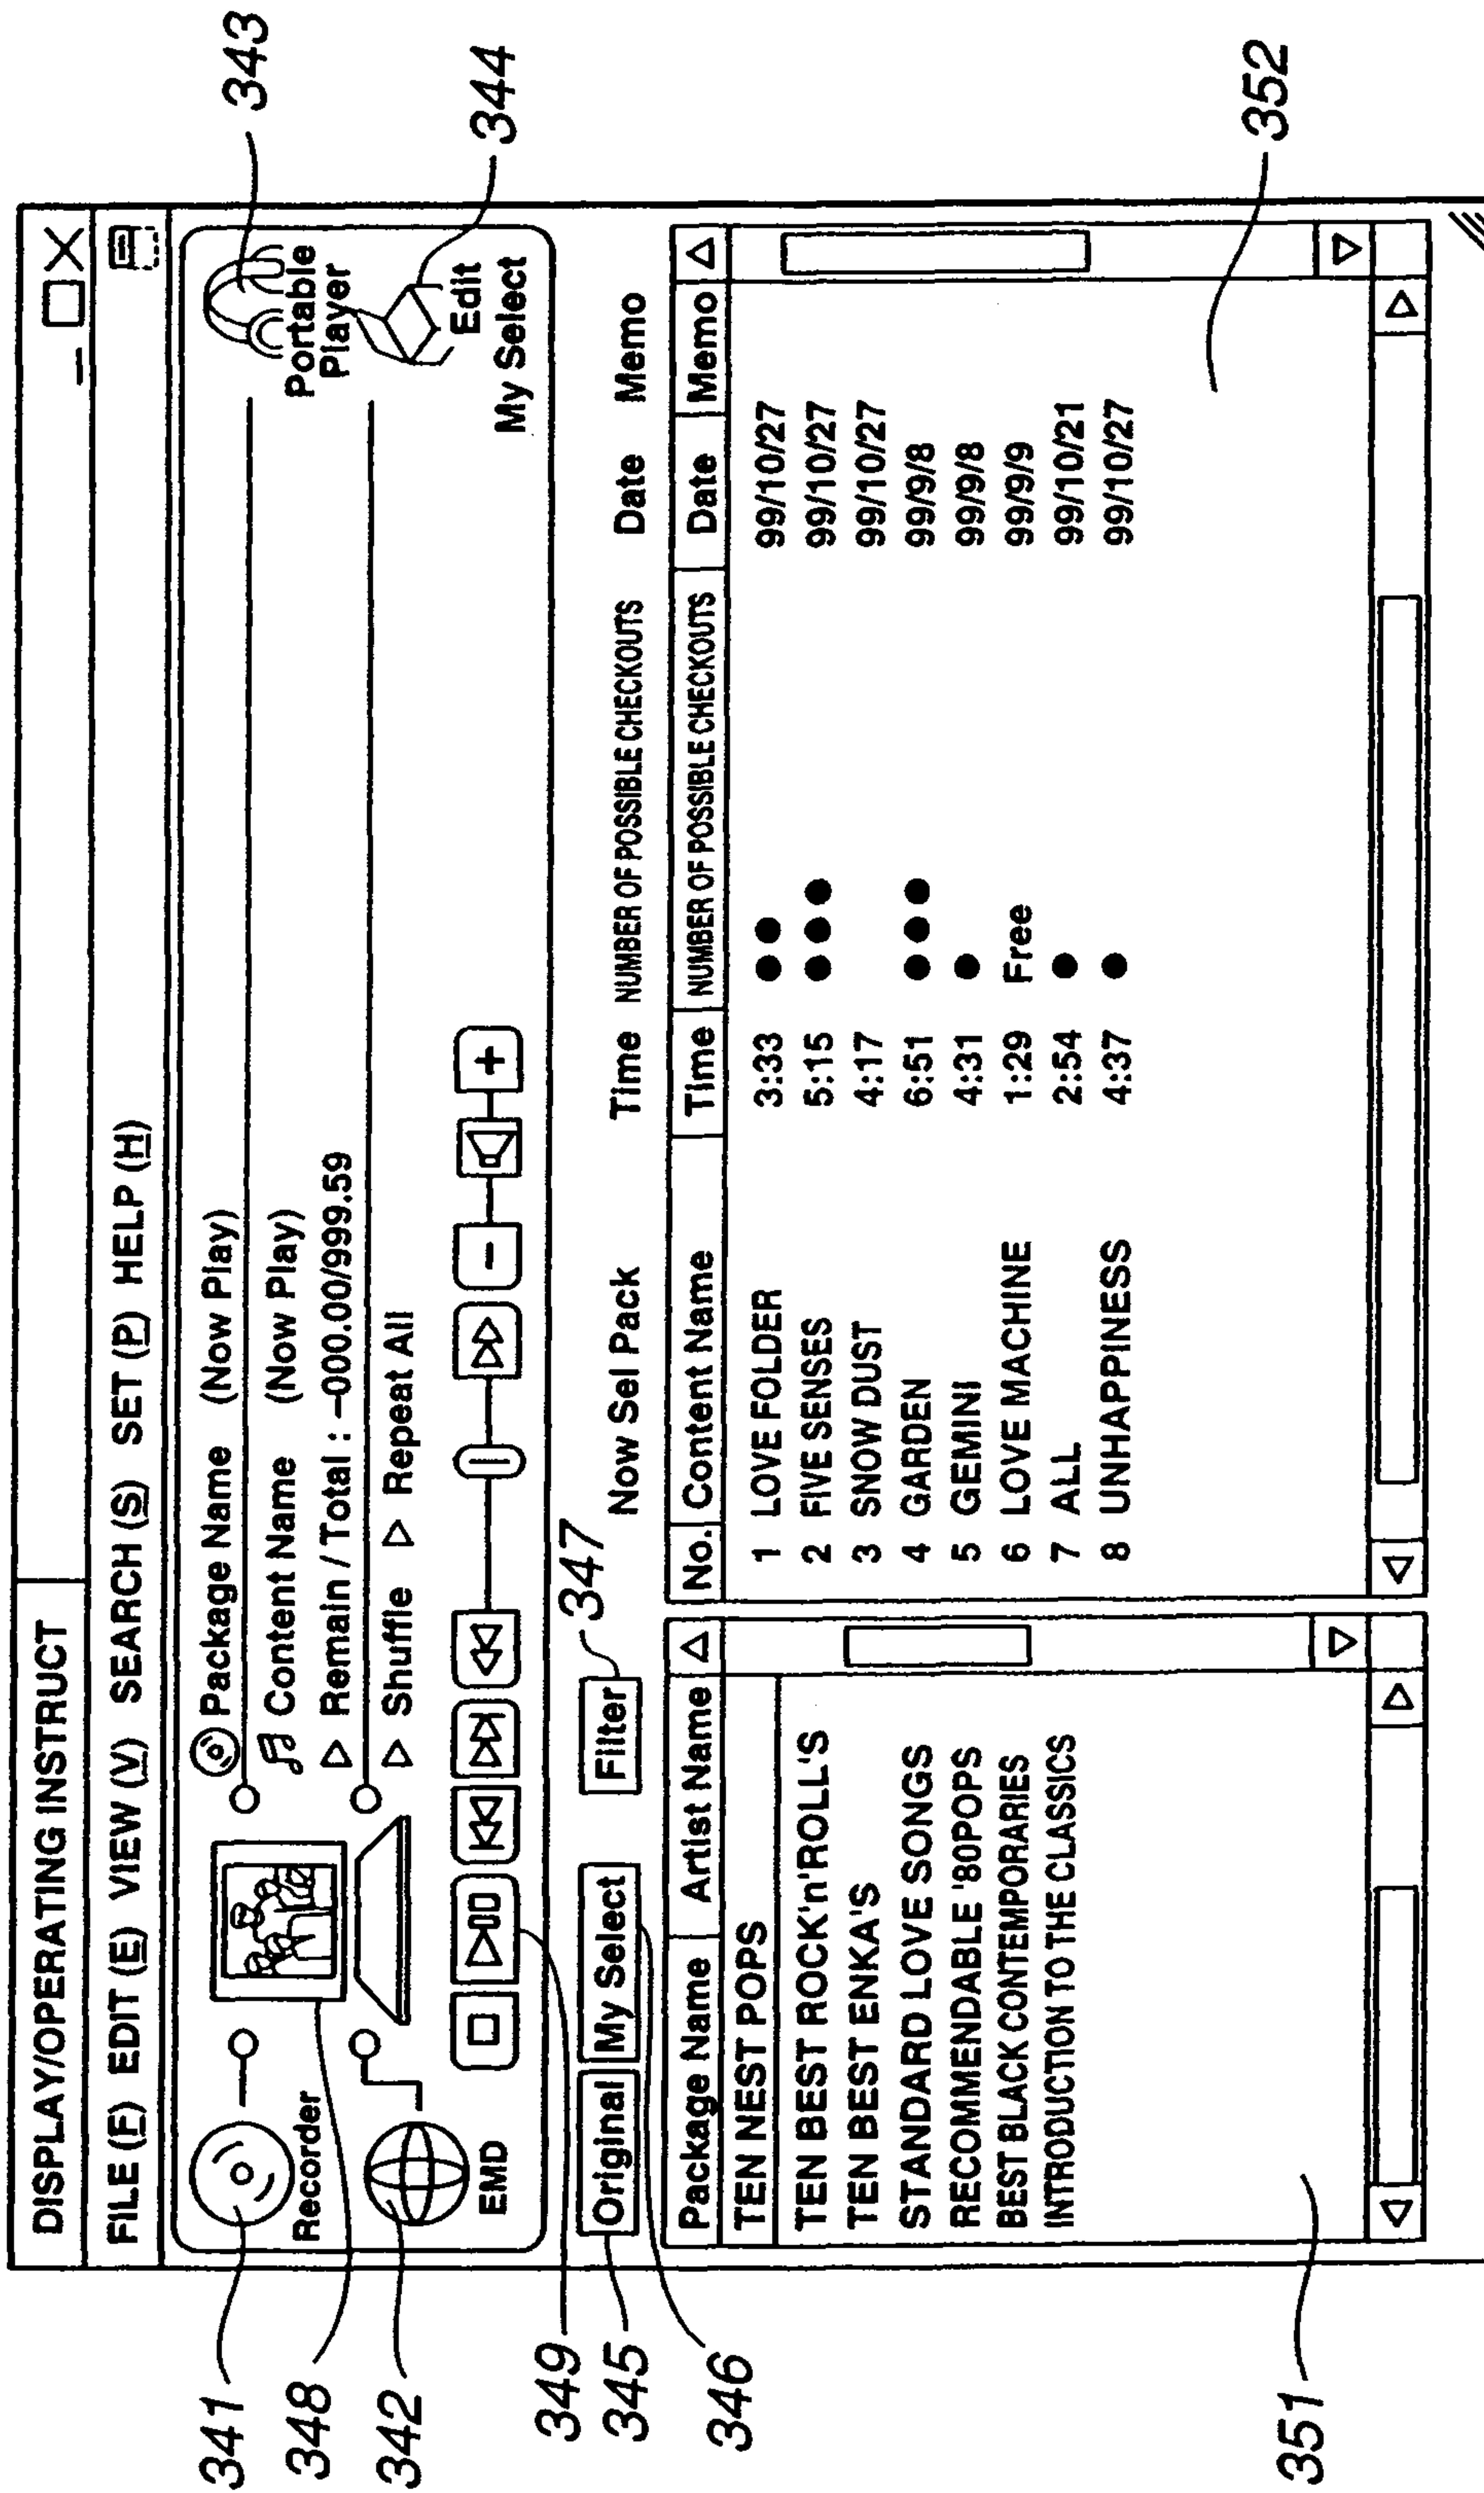 DISPLAY/OPERATING INSTRUCT
FILE (F) EDIT (E) VIEW (V) SEARCH (S) SET (P) HELP (H)
343
344
341
348
342
Recorder
EMD
Package Name (Now Play)
Content Name (Now Play)
Remain / Total : –000.00/999.59
Shuffle Repeat All
Portable
Player
Edit
My Select
349
345
346
347
Original My Select Filter
Now Sel Pack Time NUMBER OF POSSIBLE CHECKOUTS Date Memo
Package Name Artist Name
TEN NEST POPS
TEN BEST ROCK'n'ROLL'S
TEN BEST ENKA'S
STANDARD LOVE SONGS
RECOMMENDABLE '80POPS
BEST BLACK CONTEMPORARIES
INTRODUCTION TO THE CLASSICS
No. Content Name Time NUMBER OF POSSIBLE CHECKOUTS Date Memo
1 LOVE FOLDER 3:33 ●● 99/10/27
2 FIVE SENSES 5:15 ●●● 99/10/27
3 SNOW DUST 4:17 99/10/27
4 GARDEN 6:51 ●●● 99/9/8
5 GEMINI 4:31 ● 99/9/8
6 LOVE MACHINE 1:29 Free 99/9/9
7 ALL 2:54 ● 99/10/21
8 UNHAPPINESS 4:37 ● 99/10/27
351
352